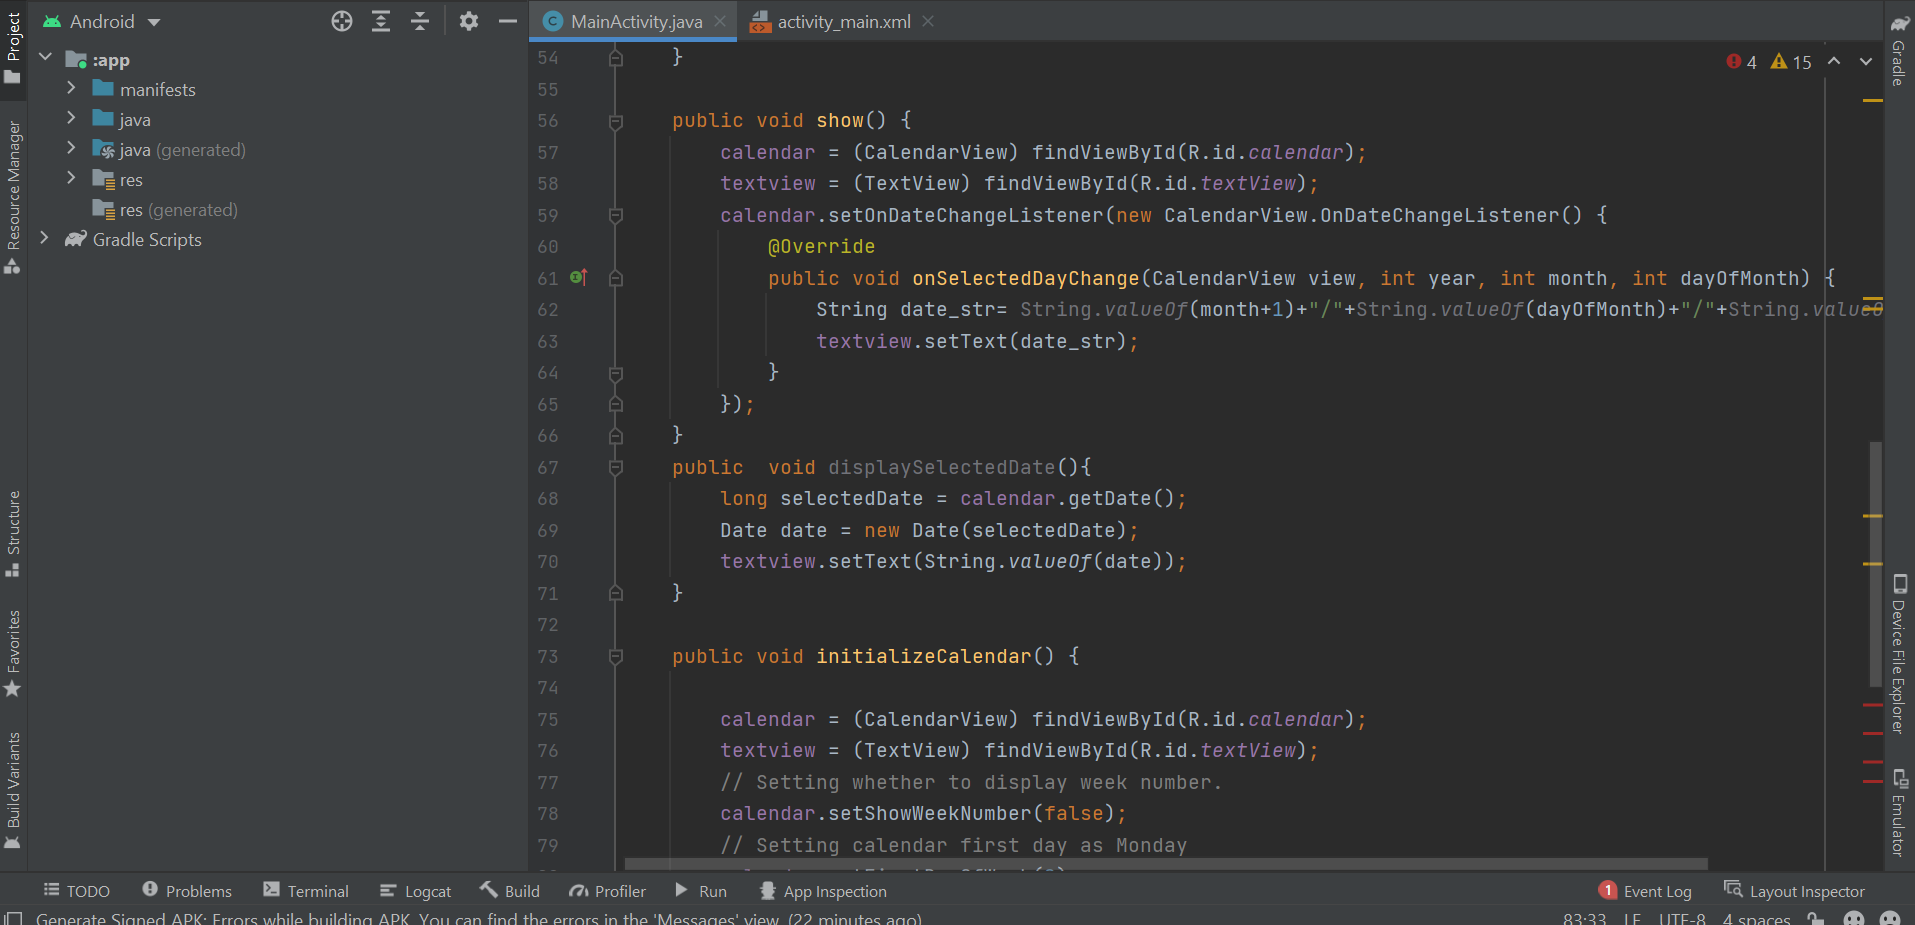 Android
MainActivity.java
activity_main.xml
Project
Resource Manager
Structure
Favorites
Build Variants
:app
manifests
java
java (generated)
res
res (generated)
Gradle Scripts
4 15
54 }
55
56 public void show() {
57 calendar = (CalendarView) findViewById(R.id.calendar);
58 textview = (TextView) findViewById(R.id.textView);
59 calendar.setOnDateChangeListener(new CalendarView.OnDateChangeListener() {
60 @Override
61 public void onSelectedDayChange(CalendarView view, int year, int month, int dayOfMonth) {
62 String date_str= String.valueOf(month+1)+"/"+String.valueOf(dayOfMonth)+"/"+String.valueO
63 textview.setText(date_str);
64 }
65 });
66 }
67 public  void displaySelectedDate(){
68 long selectedDate = calendar.getDate();
69 Date date = new Date(selectedDate);
70 textview.setText(String.valueOf(date));
71 }
72
73 public void initializeCalendar() {
74
75 calendar = (CalendarView) findViewById(R.id.calendar);
76 textview = (TextView) findViewById(R.id.textView);
77 // Setting whether to display week number.
78 calendar.setShowWeekNumber(false);
79 // Setting calendar first day as Monday
Gradle
Device File Explorer
Emulator
TODO Problems Terminal Logcat Build Profiler Run App Inspection 1 Event Log Layout Inspector
Generate Signed APK: Errors while building APK. You can find the errors in the 'Messages' view. (22 minutes ago) 83:33 LF UTF-8 4 spaces